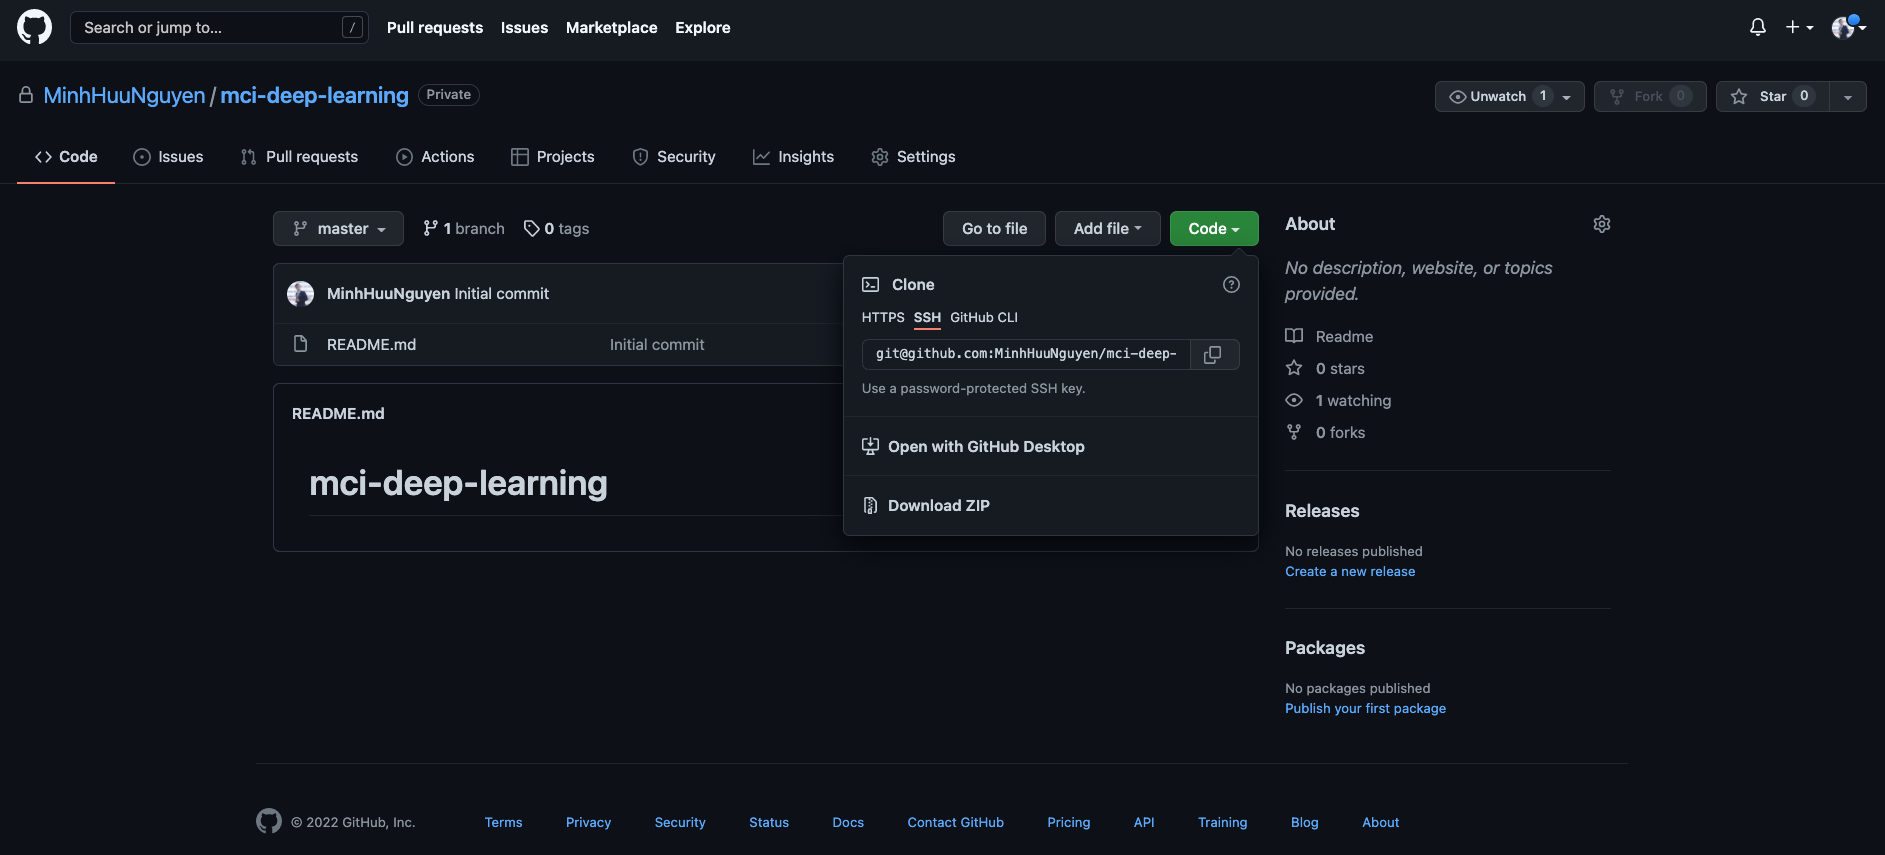 Search or jump to... / Pull requests Issues Marketplace Explore
MinhHuuNguyen / mci-deep-learning Private Unwatch 1 Fork 0 Star 0
Code Issues Pull requests Actions Projects Security Insights Settings
master 1 branch 0 tags Go to file Add file Code
MinhHuuNguyen Initial commit
README.md Initial commit
README.md
mci-deep-learning
Clone
HTTPS SSH GitHub CLI
git@github.com:MinhHuuNguyen/mci-deep-
Use a password-protected SSH key.
Open with GitHub Desktop
Download ZIP
About
No description, website, or topics
provided.
Readme
0 stars
1 watching
0 forks
Releases
No releases published
Create a new release
Packages
No packages published
Publish your first package
© 2022 GitHub, Inc. Terms Privacy Security Status Docs Contact GitHub Pricing API Training Blog About